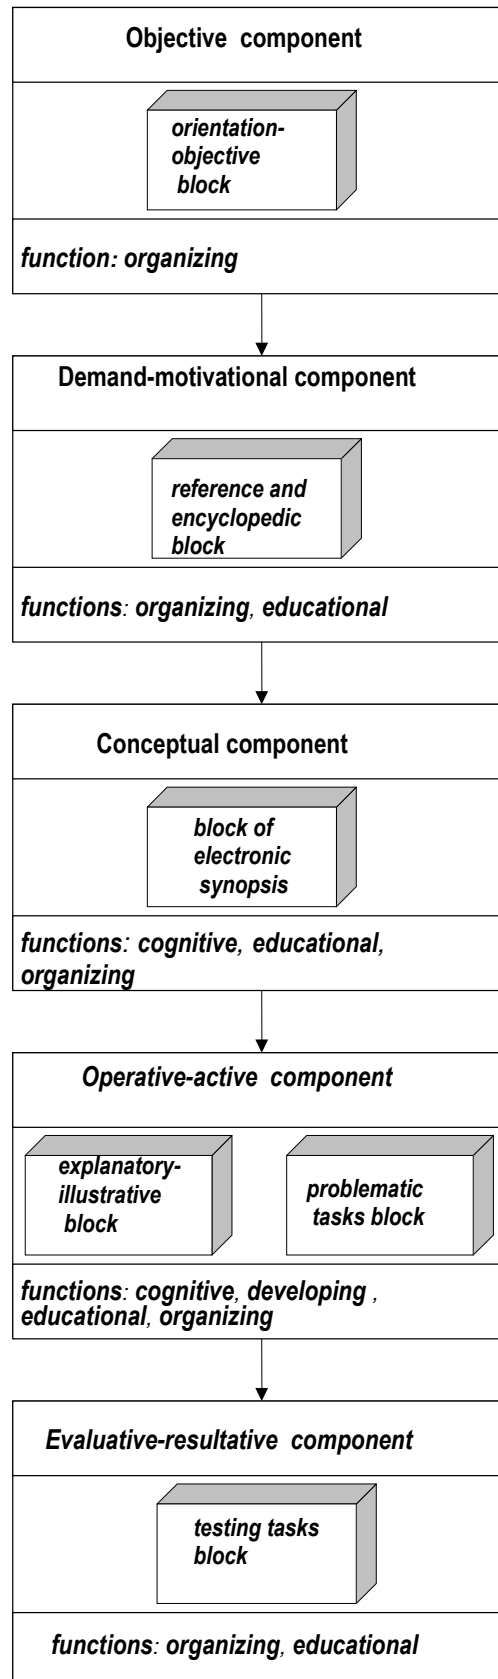 Objective component
orientation-
objective
block
function: organizing
Demand-motivational component
reference and
encyclopedic
block
functions: organizing, educational
Conceptual component
block of
electronic
synopsis
functions: cognitive, educational,
organizing
Operative-active component
explanatory-
illustrative
block
problematic
tasks block
functions: cognitive, developing ,
educational, organizing
Evaluative-resultative component
testing tasks
block
functions: organizing, educational